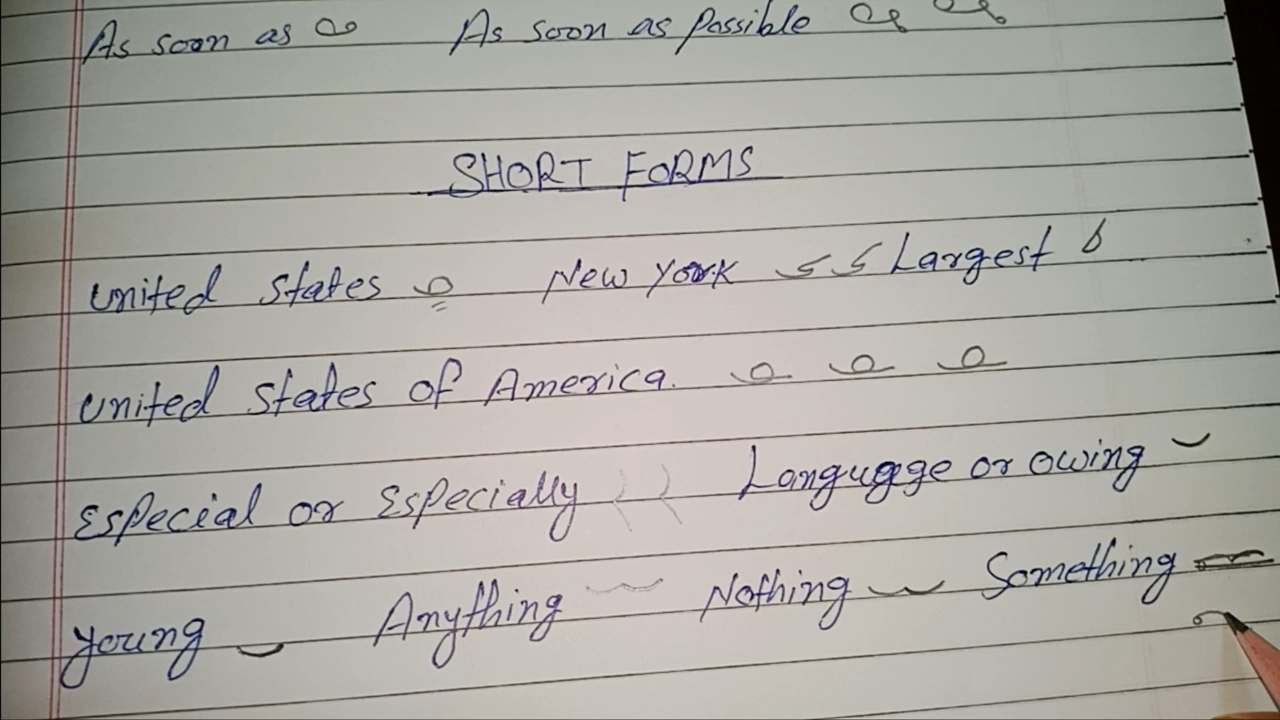 As soon as As soon as possible
SHORT FORMS
United States New York Largest
United States of America.
Especial or Especially Langugge or owing
young Anything Nothing Something